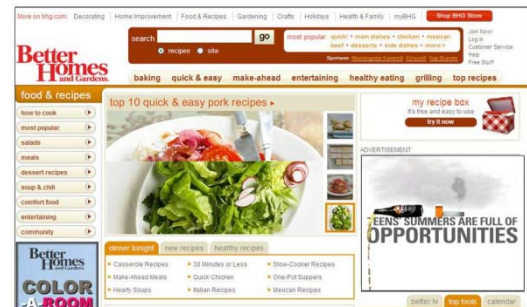 More on bhg.com: Decorating | Home Improvement | Food & Recipes | Gardening | Crafts | Holidays | Health & Family | myBHG | Shop BHG Store
search go
recipes site
most popular quick! • main dishes • chicken • mexican
beef • desserts • side dishes • more >
Join Now!
Log in
Customer Service
Help
Free Stuff
Better
Homes
and Gardens.
baking quick & easy make-ahead entertaining healthy eating grilling top recipes
food & recipes
how to cook
most popular
salads
meals
dessert recipes
soup & chili
comfort food
entertaining
community
top 10 quick & easy pork recipes
my recipe box
It's free and easy to use
try it now
ADVERTISEMENT
EENS' SUMMERS ARE FULL OF
OPPORTUNITIES
dinner tonight new recipes healthy recipes
Casserole Recipes 30 Minutes or Less Slow-Cooker Recipes
Make-Ahead Meals Quick Chicken One-Pot Suppers
Hearty Soups Italian Recipes Mexican Recipes
Better
Homes
COLOR
-A-ROOM
better tv top tools calendar